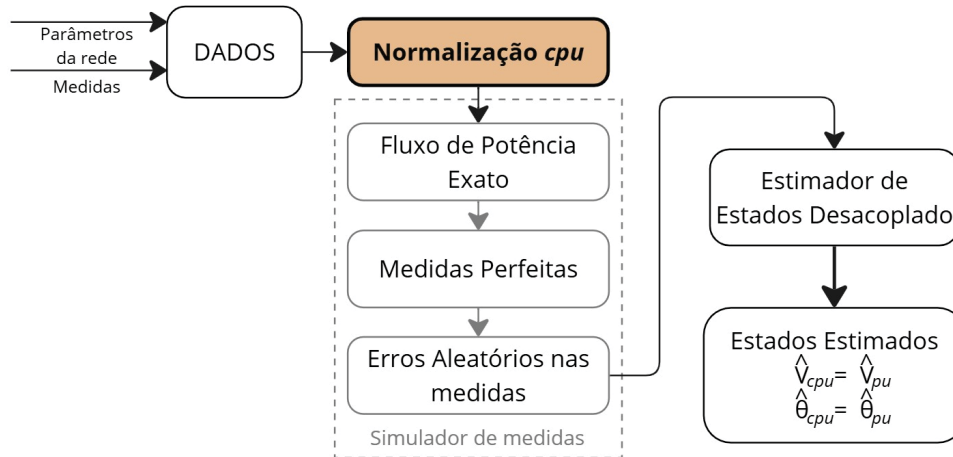 Parâmetros
da rede
Medidas
DADOS
Normalização cpu
Fluxo de Potência
Exato
Medidas Perfeitas
Erros Aleatórios nas
medidas
Simulador de medidas
Estimador de
Estados Desacoplado
Estados Estimados
V̂cpu= V̂pu
θ̂cpu= θ̂pu